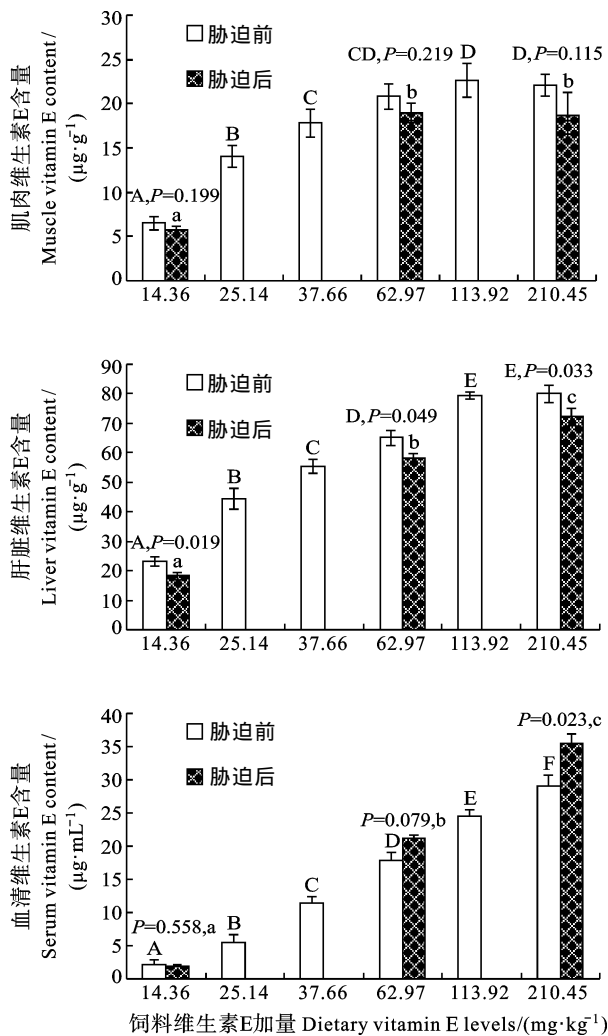 肌肉维生素E含量
Muscle vitamin E content/
(μg·g⁻¹)
30
25
20
15
10
5
0
胁迫前
胁迫后
A,P=0.199
a
B
C
CD,P=0.219
b
D
D,P=0.115
b
14.36 25.14 37.66 62.97 113.92 210.45
肝脏维生素E含量
Liver vitamin E content/
(μg·g⁻¹)
90
80
70
60
50
40
30
20
10
0
胁迫前
胁迫后
A,P=0.019
a
B
C
D,P=0.049
b
E
E,P=0.033
c
14.36 25.14 37.66 62.97 113.92 210.45
血清维生素E含量
Serum vitamin E content/
(μg·mL⁻¹)
40
35
30
25
20
15
10
5
0
胁迫前
胁迫后
P=0.558,a
A
B
C
P=0.079,b
D
E
P=0.023,c
F
14.36 25.14 37.66 62.97 113.92 210.45
饲料维生素E加量 Dietary vitamin E levels/(mg·kg⁻¹)